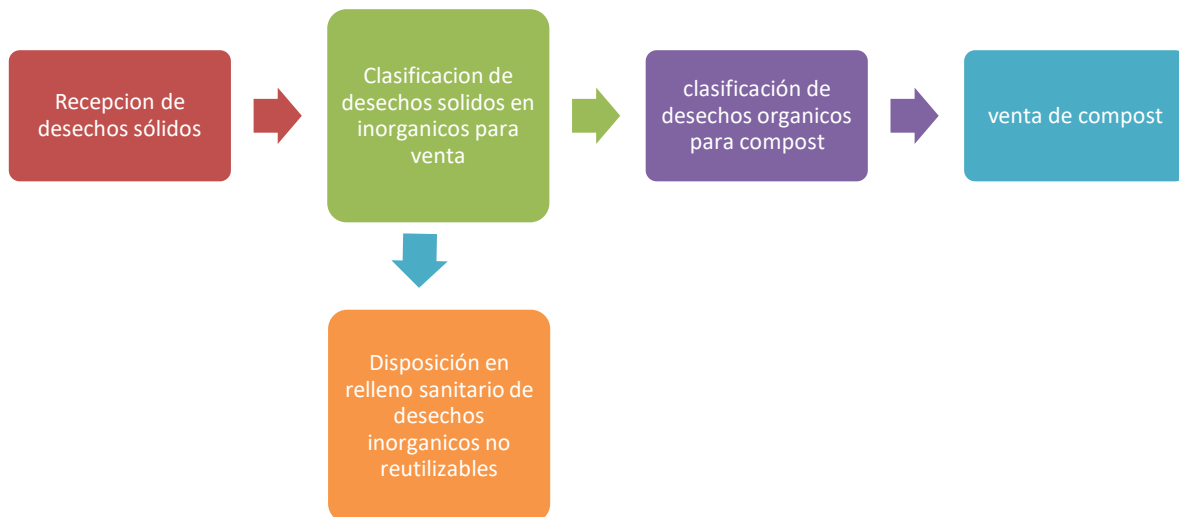 Recepcion de
desechos sólidos
Clasificacion de
desechos solidos en
inorganicos para
venta
clasificación de
desechos organicos
para compost
venta de compost
Disposición en
relleno sanitario de
desechos
inorganicos no
reutilizables